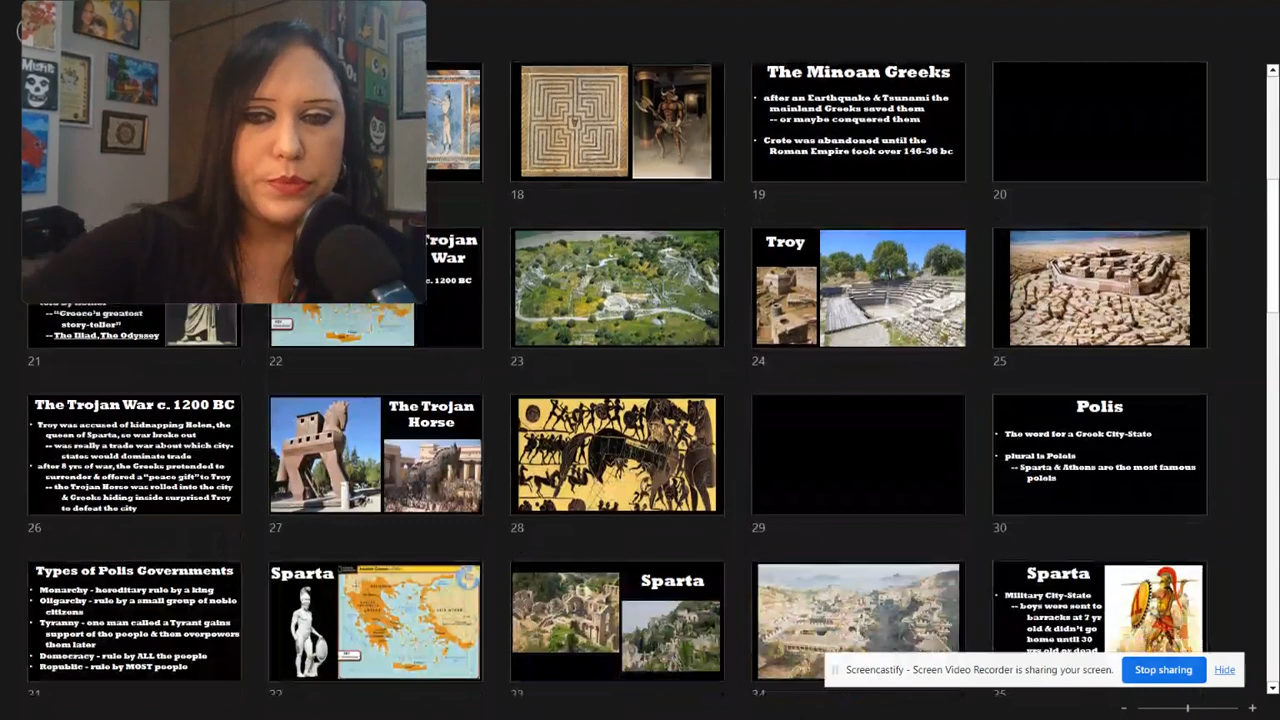 MISFITS
18
The Minoan Greeks
• after an Earthquake & Tsunami the
mainland Greeks saved them
-- or maybe conquered them
• Crete was abandoned until the
Roman Empire took over 146-36 bc
19
20
-- "Greece's greatest
story-teller"
-- The Iliad, The Odyssey
21
Trojan
War
c. 1200 BC
22
23
Troy
24
25
The Trojan War c. 1200 BC
• Troy was accused of kidnapping Helen, the
queen of Sparta, so war broke out
-- was really a trade war about which city-
states would dominate trade
• after 8 yrs of war, the Greeks pretended to
surrender & offered a "peace gift" to Troy
-- the Trojan Horse was rolled into the city
& Greeks hiding inside surprised Troy
to defeat the city
26
The Trojan
Horse
27
28
29
Polis
• The word for a Greek City-State
• plural is Poleis
-- Sparta & Athens are the most famous
poleis
30
Types of Polis Governments
• Monarchy - hereditary rule by a king
• Oligarchy - rule by a small group of noble
citizens
• Tyranny - one man called a Tyrant gains
support of the people & then overpowers
them later
• Democracy - rule by ALL the people
• Republic - rule by MOST people
31
Sparta
32
Sparta
33
34
Sparta
• Military City-State
-- boys were sent to
barracks at 7 yr
old & didn't go
home until 30
yrs old or dead
35
Screencastify - Screen Video Recorder is sharing your screen.
Stop sharing
Hide